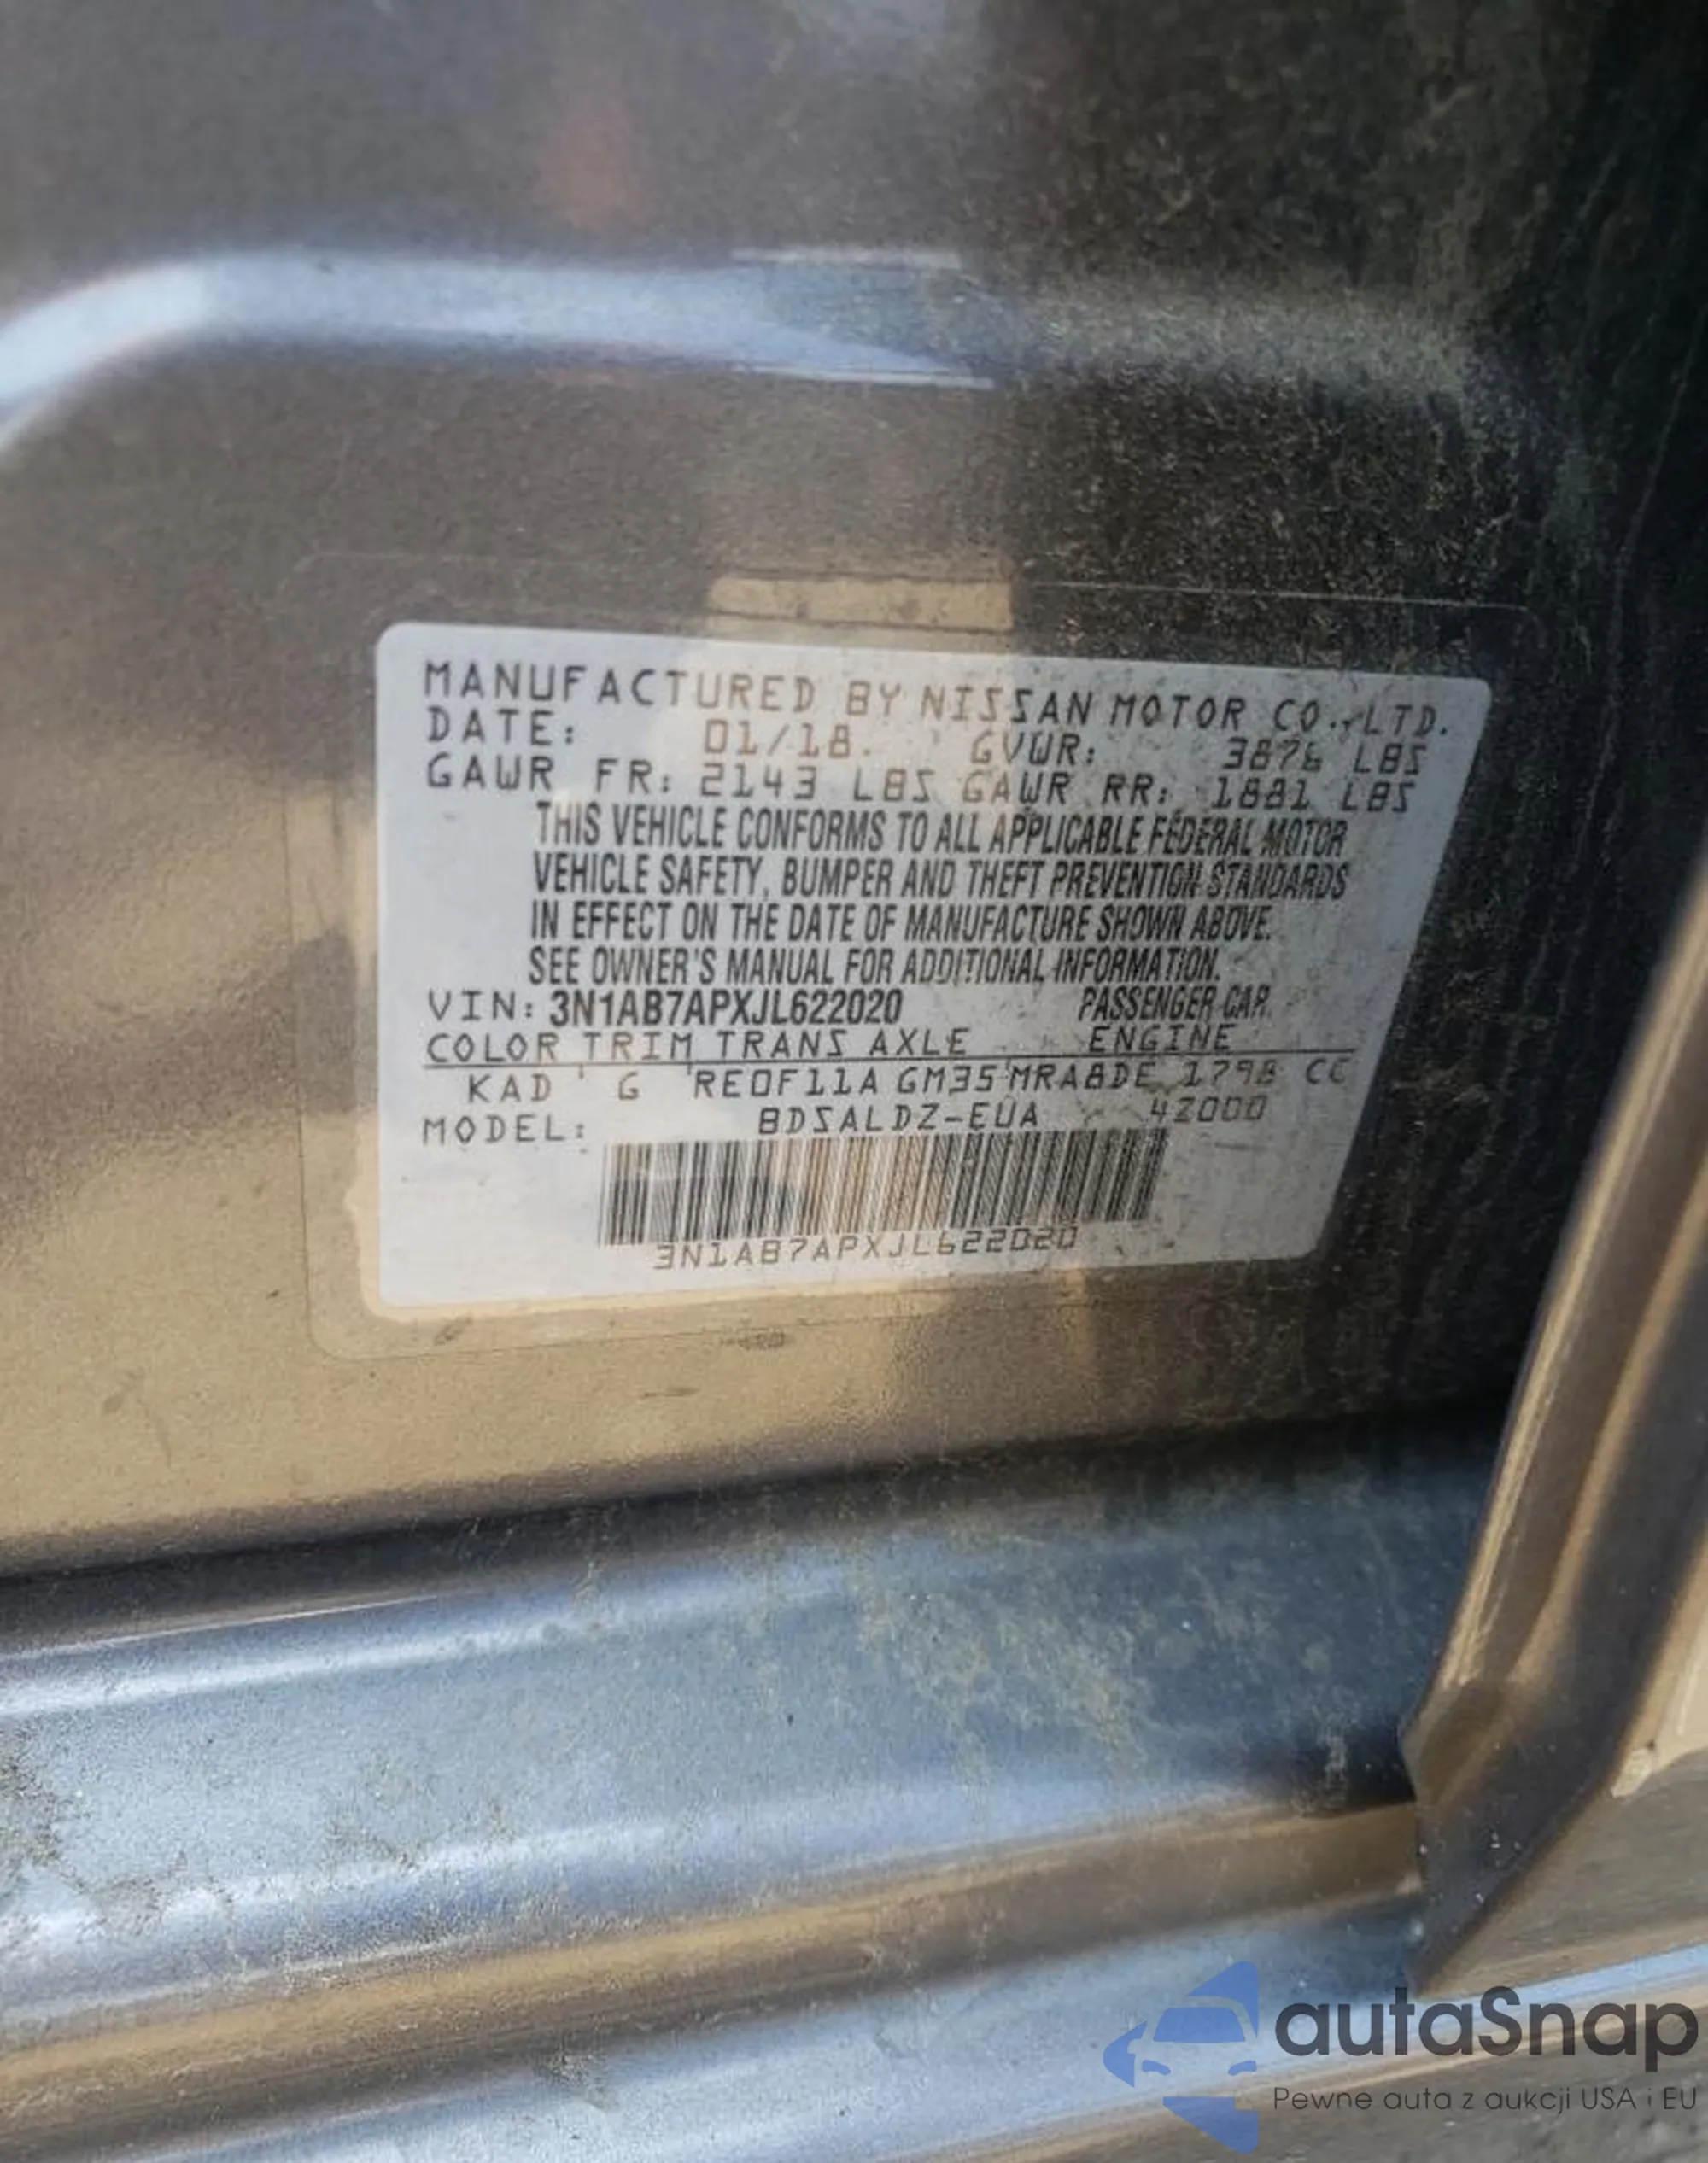 MANUFACTURED BY NISSAN MOTOR CO., LTD.
DATE: 01/18. GVWR: 3876 LBS
GAWR FR: 2143 LBS GAWR RR: 1881 LBS
THIS VEHICLE CONFORMS TO ALL APPLICABLE FEDERAL MOTOR
VEHICLE SAFETY, BUMPER AND THEFT PREVENTION STANDARDS
IN EFFECT ON THE DATE OF MANUFACTURE SHOWN ABOVE.
SEE OWNER'S MANUAL FOR ADDITIONAL INFORMATION.
VIN: 3N1AB7APXJL622020 PASSENGER CAR
COLOR TRIM TRANS AXLE ENGINE
KAD G RE0F11A GM35 MRA8DE 1798 CC
MODEL: BDSALDZ-EUA 42000
3N1AB7APXJL622020
autaSnap
Pewne auta z aukcji USA i EU